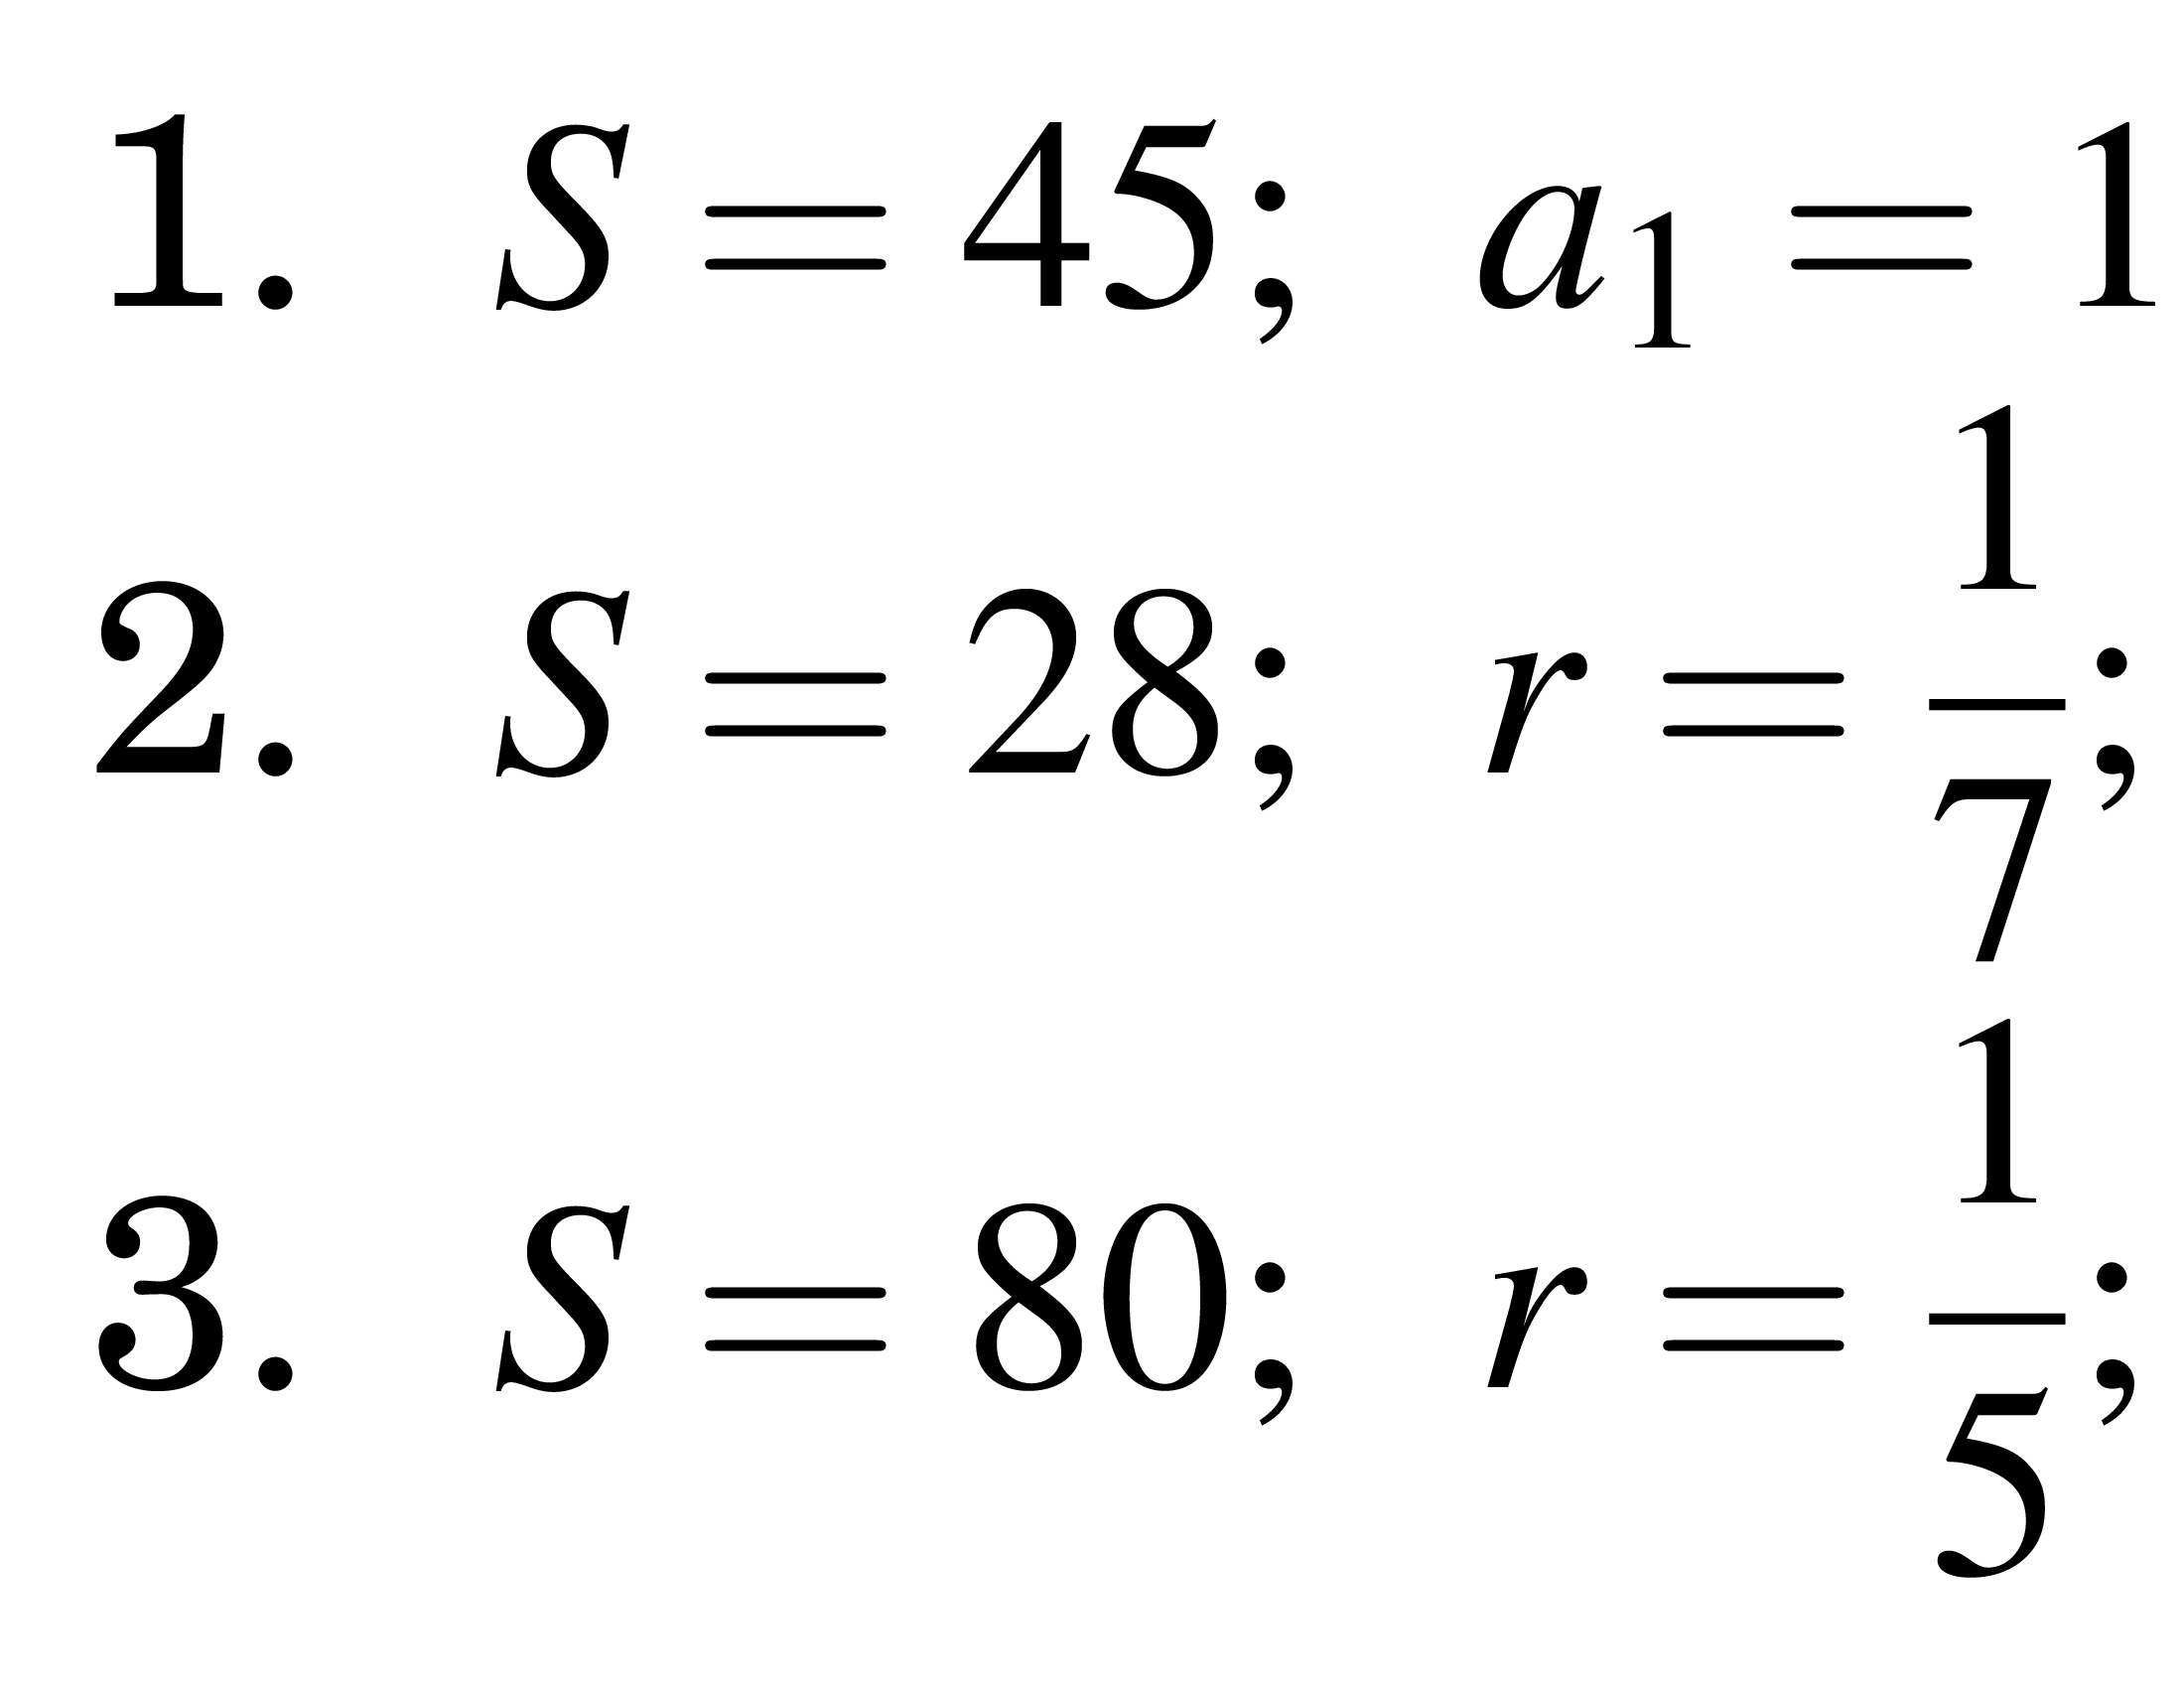 1. S = 45; a₁ = 1
2. S = 28; r = 1/7;
3. S = 80; r = 1/5;